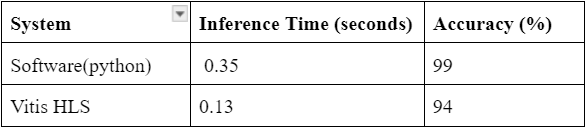 System Inference Time (seconds) Accuracy (%)
Software(python) 0.35 99
Vitis HLS 0.13 94